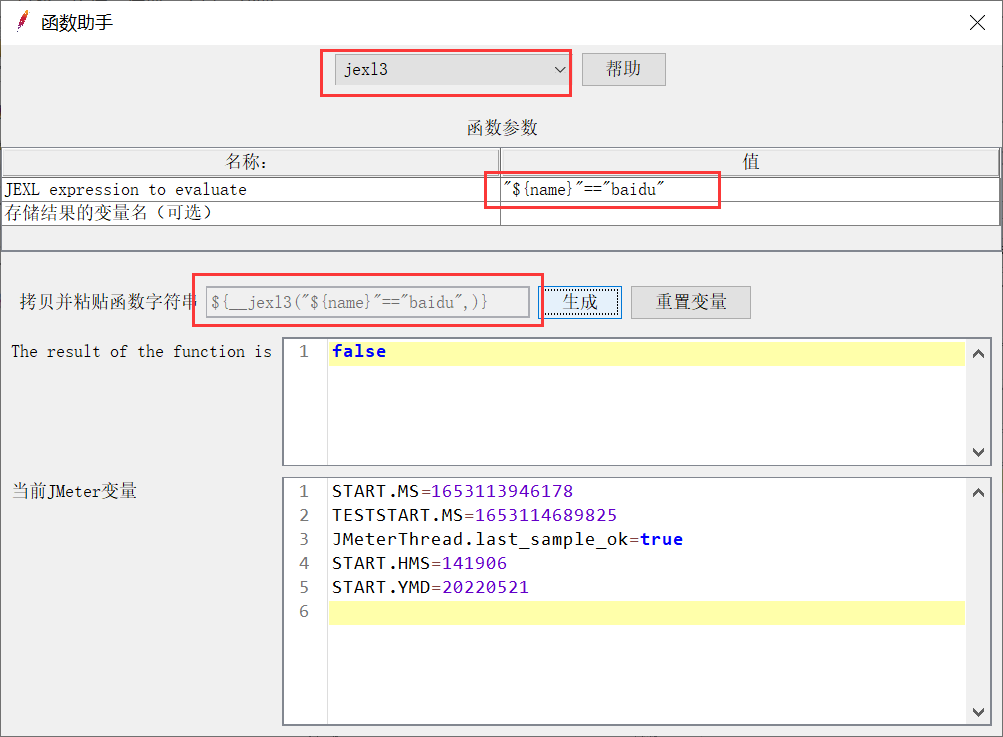 函数助手
jexl3
帮助
函数参数
名称: 值
JEXL expression to evaluate "${name}"=="baidu"
存储结果的变量名（可选）
拷贝并粘贴函数字符串 ${__jexl3("${name}"=="baidu",)} 生成 重置变量
The result of the function is 1 false
当前JMeter变量 1 START.MS=1653113946178
2 TESTSTART.MS=1653114689825
3 JMeterThread.last_sample_ok=true
4 START.HMS=141906
5 START.YMD=20220521
6